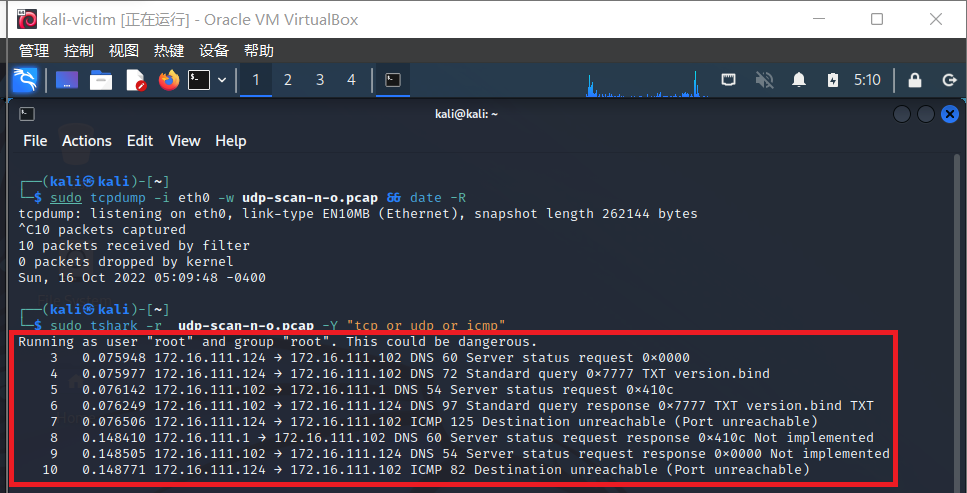 kali-victim [正在运行] - Oracle VM VirtualBox
管理 控制 视图 热键 设备 帮助
1 2 3 4 5:10
kali@kali: ~
File Actions Edit View Help
┌──(kali㉿kali)-[~]
└─$ sudo tcpdump -i eth0 -w udp-scan-n-o.pcap && date -R
tcpdump: listening on eth0, link-type EN10MB (Ethernet), snapshot length 262144 bytes
^C10 packets captured
10 packets received by filter
0 packets dropped by kernel
Sun, 16 Oct 2022 05:09:48 -0400
┌──(kali㉿kali)-[~]
└─$ sudo tshark -r udp-scan-n-o.pcap -Y "tcp or udp or icmp"
Running as user "root" and group "root". This could be dangerous.
3 0.075948 172.16.111.124 → 172.16.111.102 DNS 60 Server status request 0×0000
4 0.075977 172.16.111.124 → 172.16.111.102 DNS 72 Standard query 0×7777 TXT version.bind
5 0.076142 172.16.111.102 → 172.16.111.1 DNS 54 Server status request 0×410c
6 0.076249 172.16.111.102 → 172.16.111.124 DNS 97 Standard query response 0×7777 TXT version.bind TXT
7 0.076506 172.16.111.124 → 172.16.111.102 ICMP 125 Destination unreachable (Port unreachable)
8 0.148410 172.16.111.1 → 172.16.111.102 DNS 60 Server status request response 0×410c Not implemented
9 0.148505 172.16.111.102 → 172.16.111.124 DNS 54 Server status request response 0×0000 Not implemented
10 0.148771 172.16.111.124 → 172.16.111.102 ICMP 82 Destination unreachable (Port unreachable)